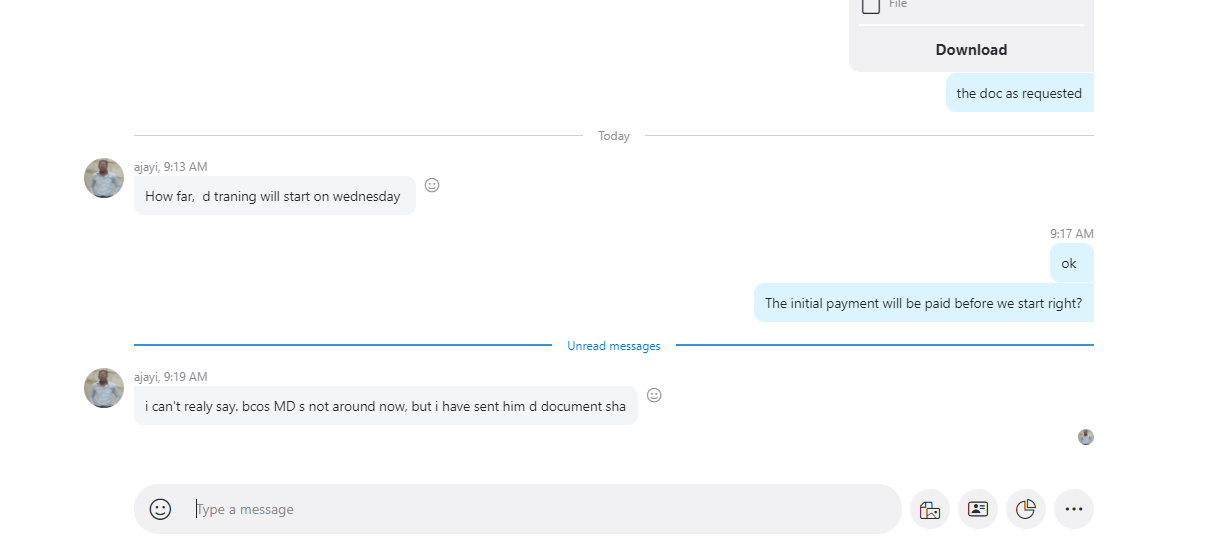 File
Download
the doc as requested
Today
ajayi, 9:13 AM
How far,  d traning will start on wednesday
9:17 AM
ok
The initial payment will be paid before we start right?
Unread messages
ajayi, 9:19 AM
i can't realy say. bcos MD s not around now, but i have sent him d document sha
Type a message